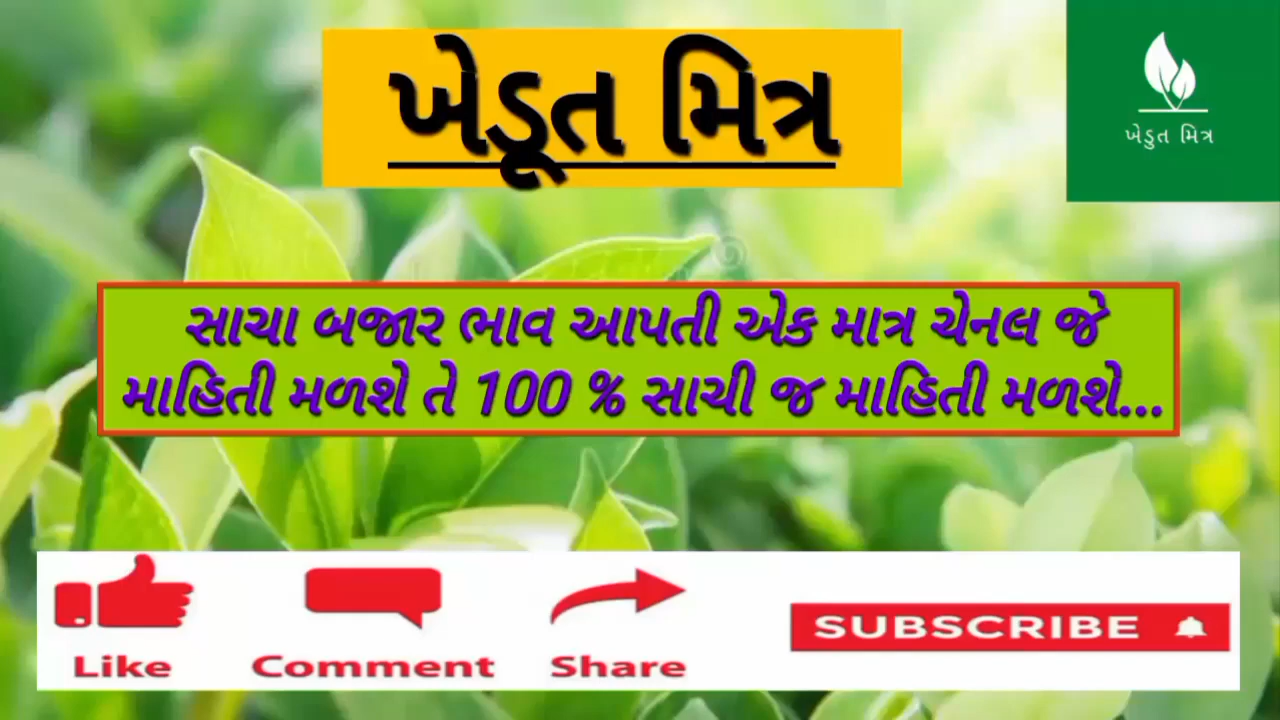 ખેડૂત મિત્ર
ખેડુત મિત્ર
સાચા બજાર ભાવ આપતી એક માત્ર ચેનલ જે
માહિતી મળશે તે 100 % સાચી જ માહિતી મળશે...
Like
Comment
Share
SUBSCRIBE